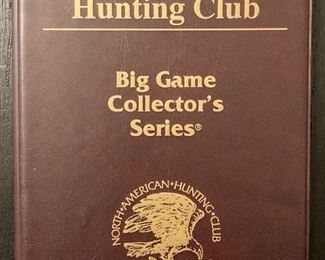 Hunting Club
Big Game
Collector's
Series®
NORTH•AMERICAN•HUNTING•CLUB